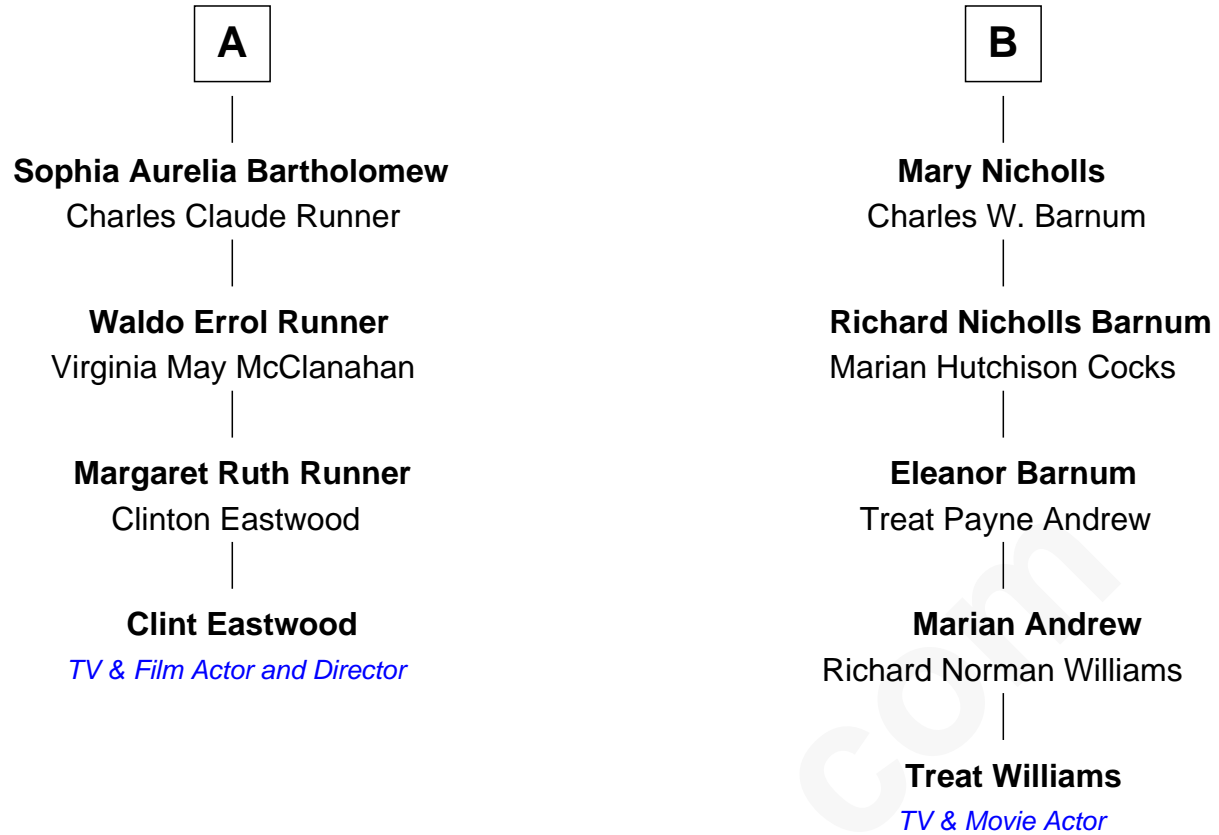 A
Sophia Aurelia Bartholomew
Charles Claude Runner
Waldo Errol Runner
Virginia May McClanahan
Margaret Ruth Runner
Clinton Eastwood
Clint Eastwood
TV & Film Actor and Director
B
Mary Nicholls
Charles W. Barnum
Richard Nicholls Barnum
Marian Hutchison Cocks
Eleanor Barnum
Treat Payne Andrew
Marian Andrew
Richard Norman Williams
Treat Williams
TV & Movie Actor
com